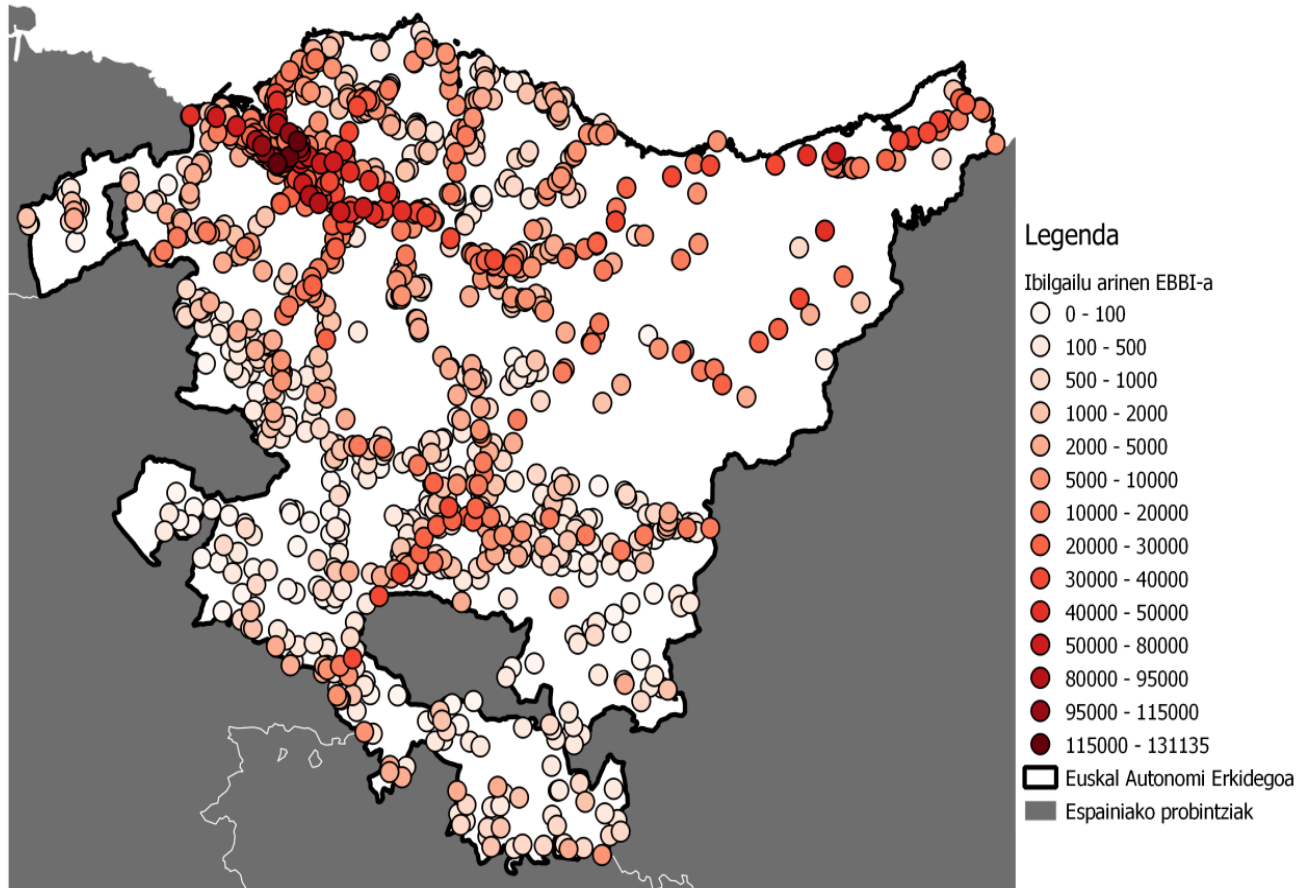 Legenda
Ibilgailu arinen EBBI-a
0 - 100
100 - 500
500 - 1000
1000 - 2000
2000 - 5000
5000 - 10000
10000 - 20000
20000 - 30000
30000 - 40000
40000 - 50000
50000 - 80000
80000 - 95000
95000 - 115000
115000 - 131135
Euskal Autonomi Erkidegoa
Espainiako probintziak